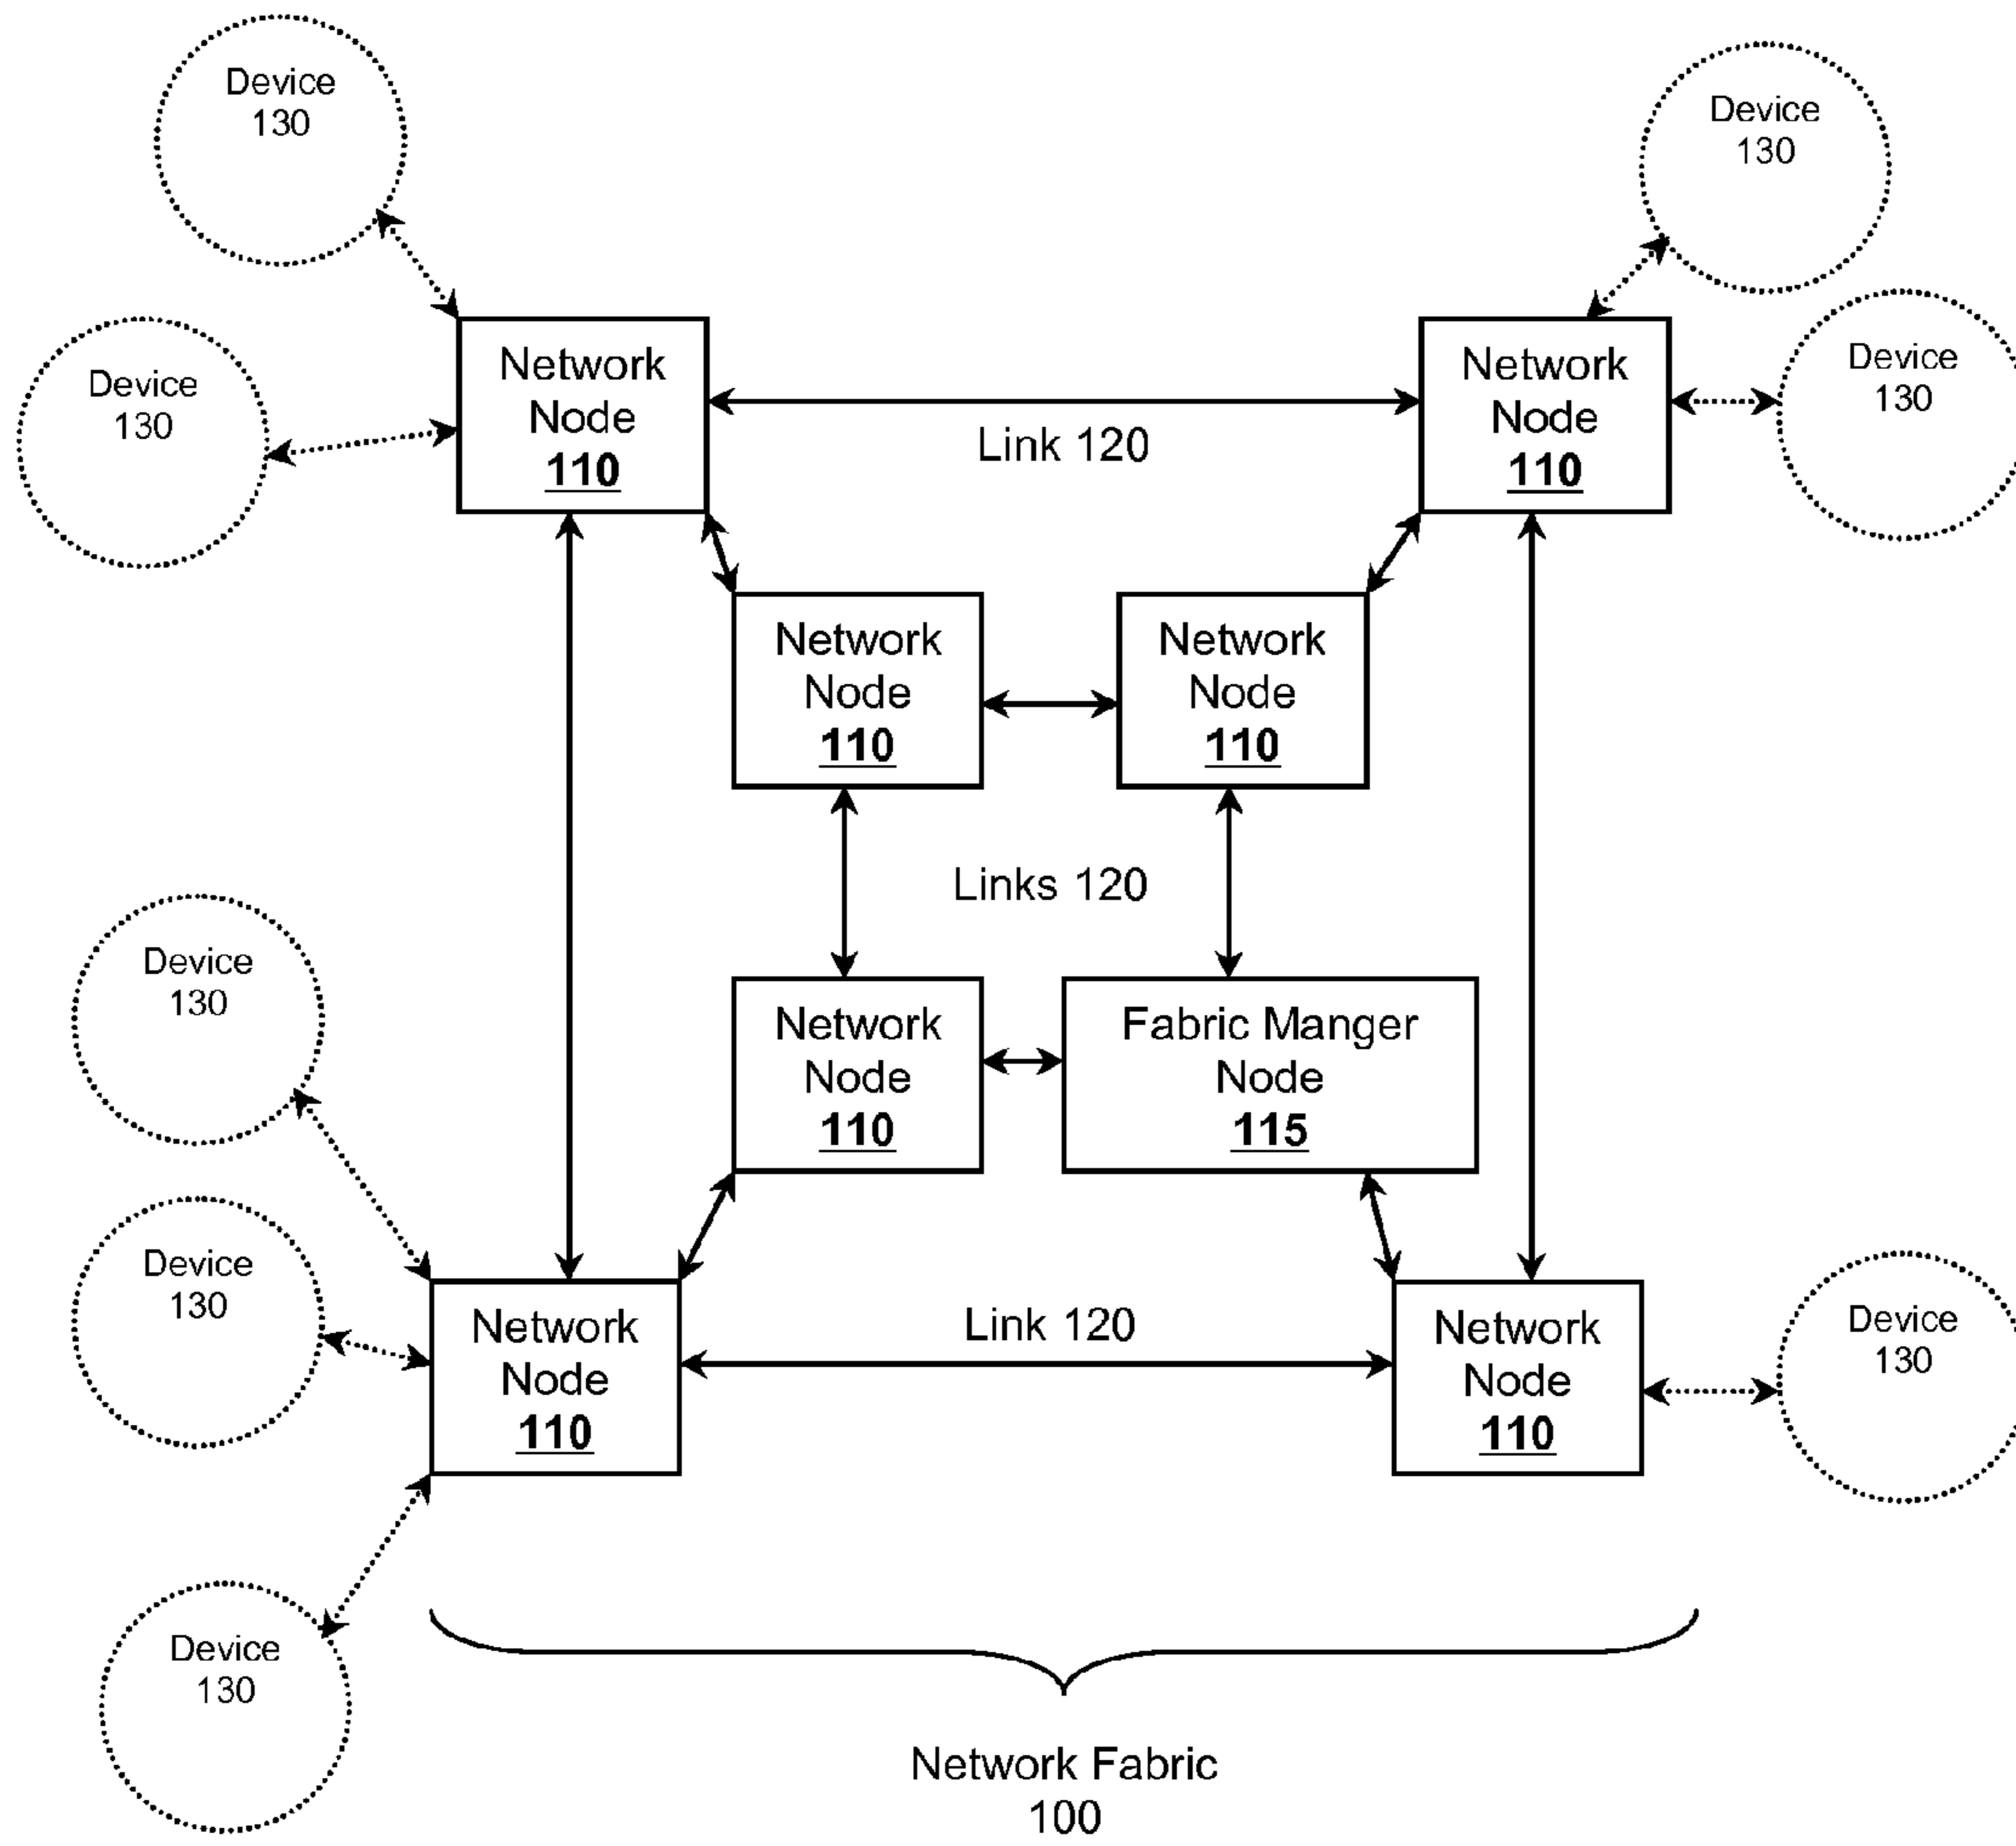 Device
130
Device
130
Device
130
Device
130
Network
Node
110
Link 120
Network
Node
110
Network
Node
110
Network
Node
110
Links 120
Device
130
Network
Node
110
Fabric Manger
Node
115
Device
130
Network
Node
110
Link 120
Network
Node
110
Device
130
Device
130
Network Fabric
100